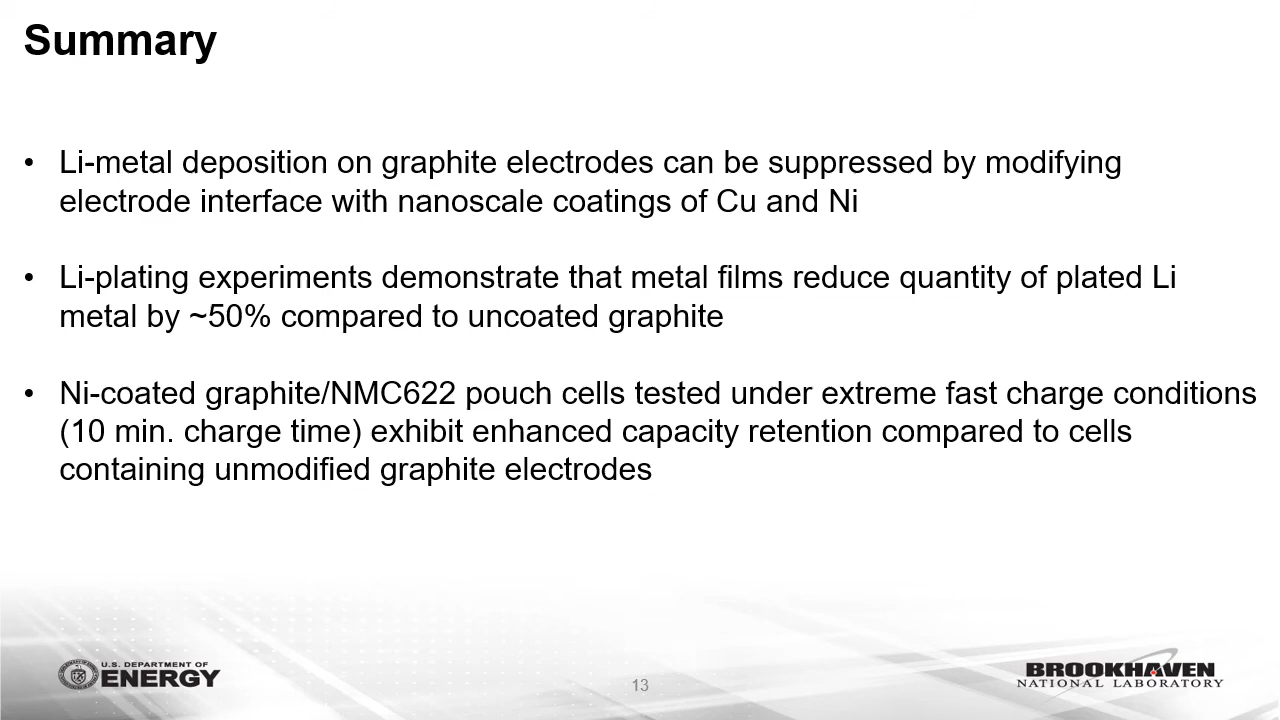 Summary
• Li-metal deposition on graphite electrodes can be suppressed by modifying
electrode interface with nanoscale coatings of Cu and Ni
• Li-plating experiments demonstrate that metal films reduce quantity of plated Li
metal by ~50% compared to uncoated graphite
• Ni-coated graphite/NMC622 pouch cells tested under extreme fast charge conditions
(10 min. charge time) exhibit enhanced capacity retention compared to cells
containing unmodified graphite electrodes
U.S. DEPARTMENT OF
ENERGY
13
BROOKHAVEN
NATIONAL LABORATORY